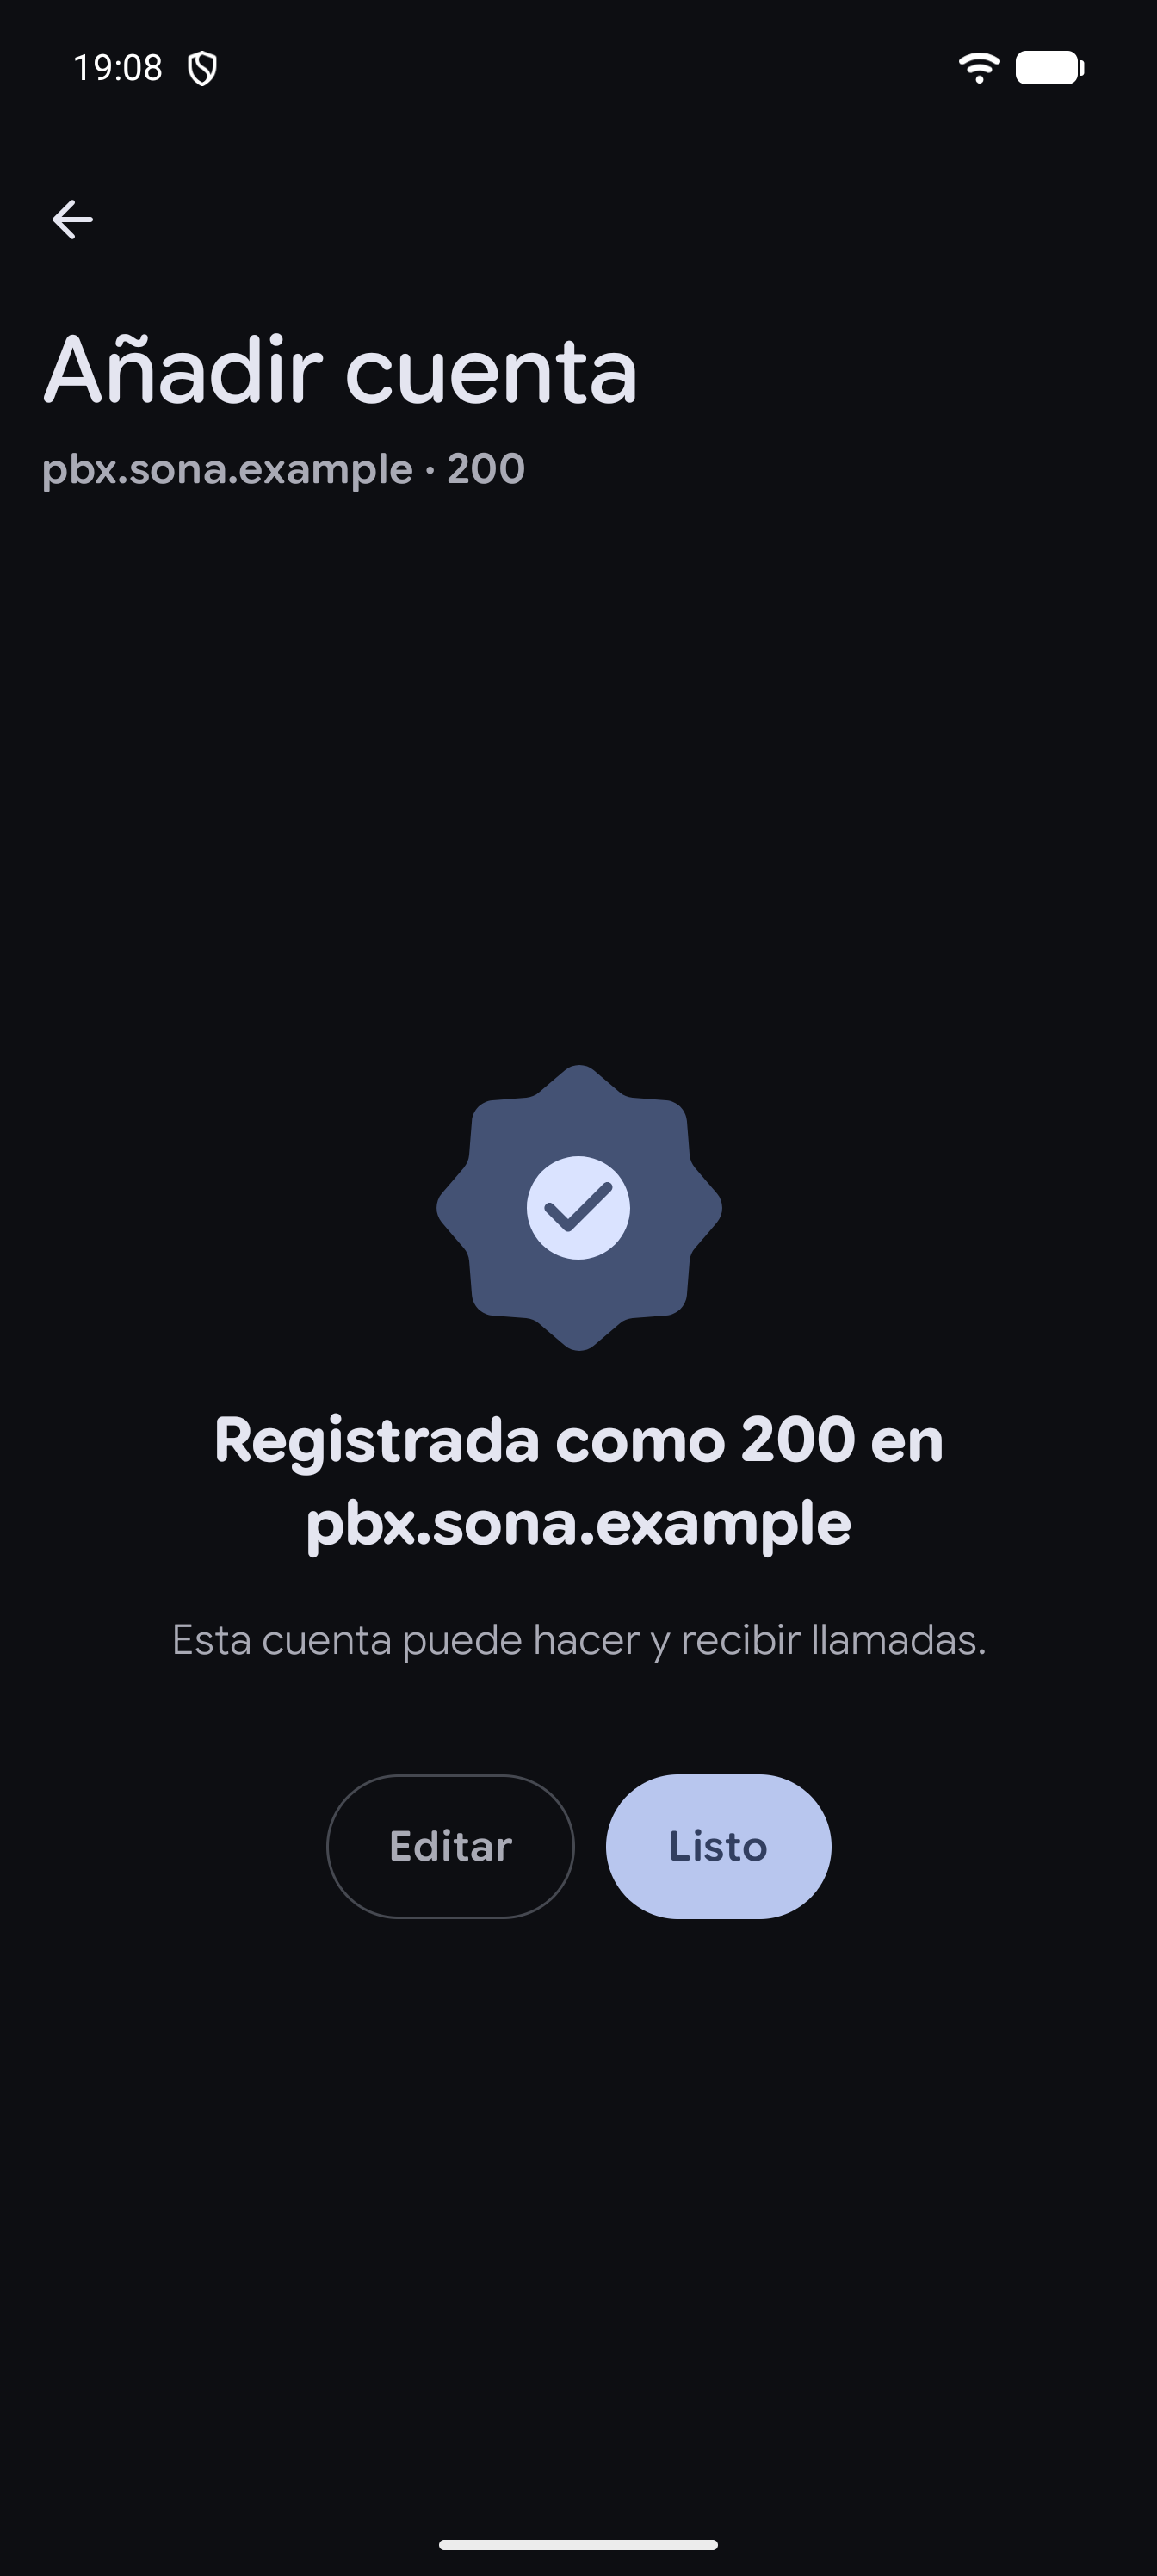 19:08
Añadir cuenta
pbx.sona.example · 200
Registrada como 200 en
pbx.sona.example
Esta cuenta puede hacer y recibir llamadas.
Editar
Listo